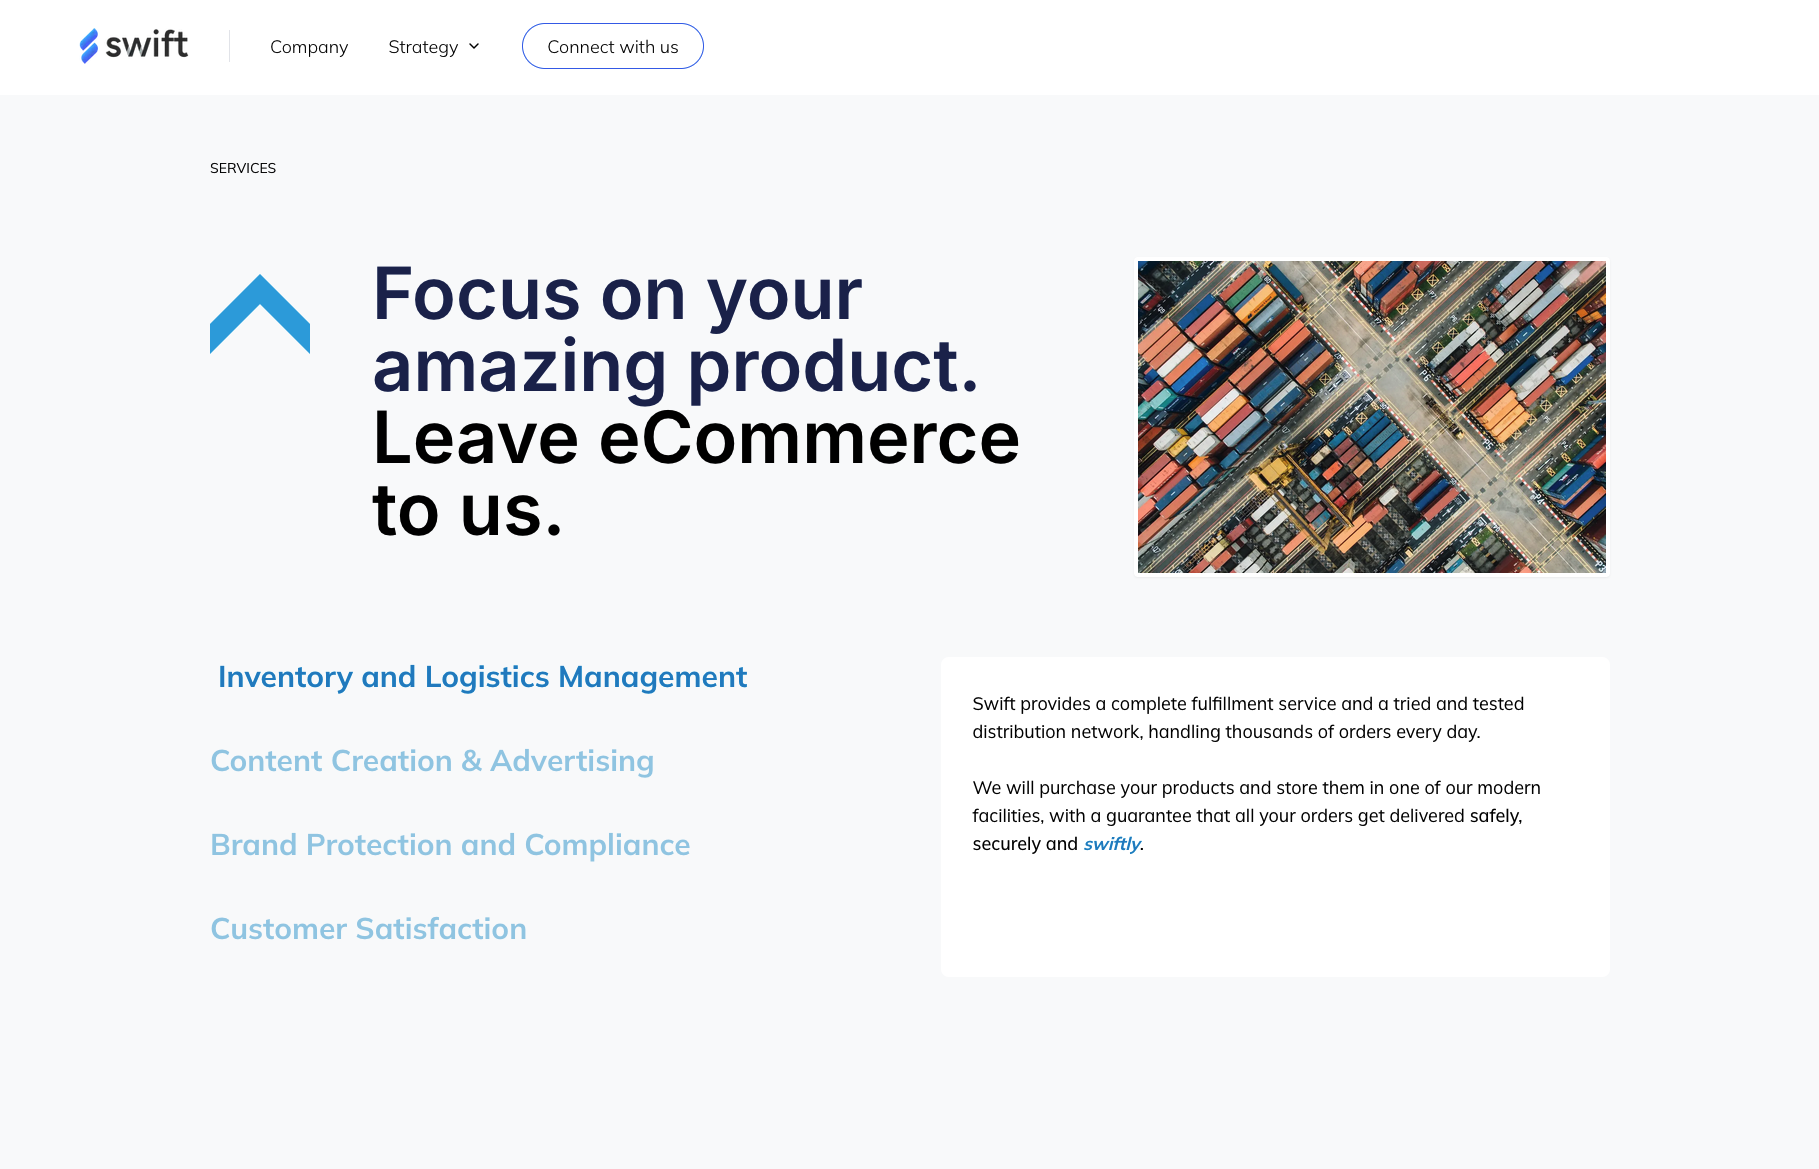 swift
Company
Strategy
Connect with us
SERVICES
Focus on your
amazing product.
Leave eCommerce
to us.
Inventory and Logistics Management
Content Creation & Advertising
Brand Protection and Compliance
Customer Satisfaction
Swift provides a complete fulfillment service and a tried and tested
distribution network, handling thousands of orders every day.
We will purchase your products and store them in one of our modern
facilities, with a guarantee that all your orders get delivered safely,
securely and swiftly.